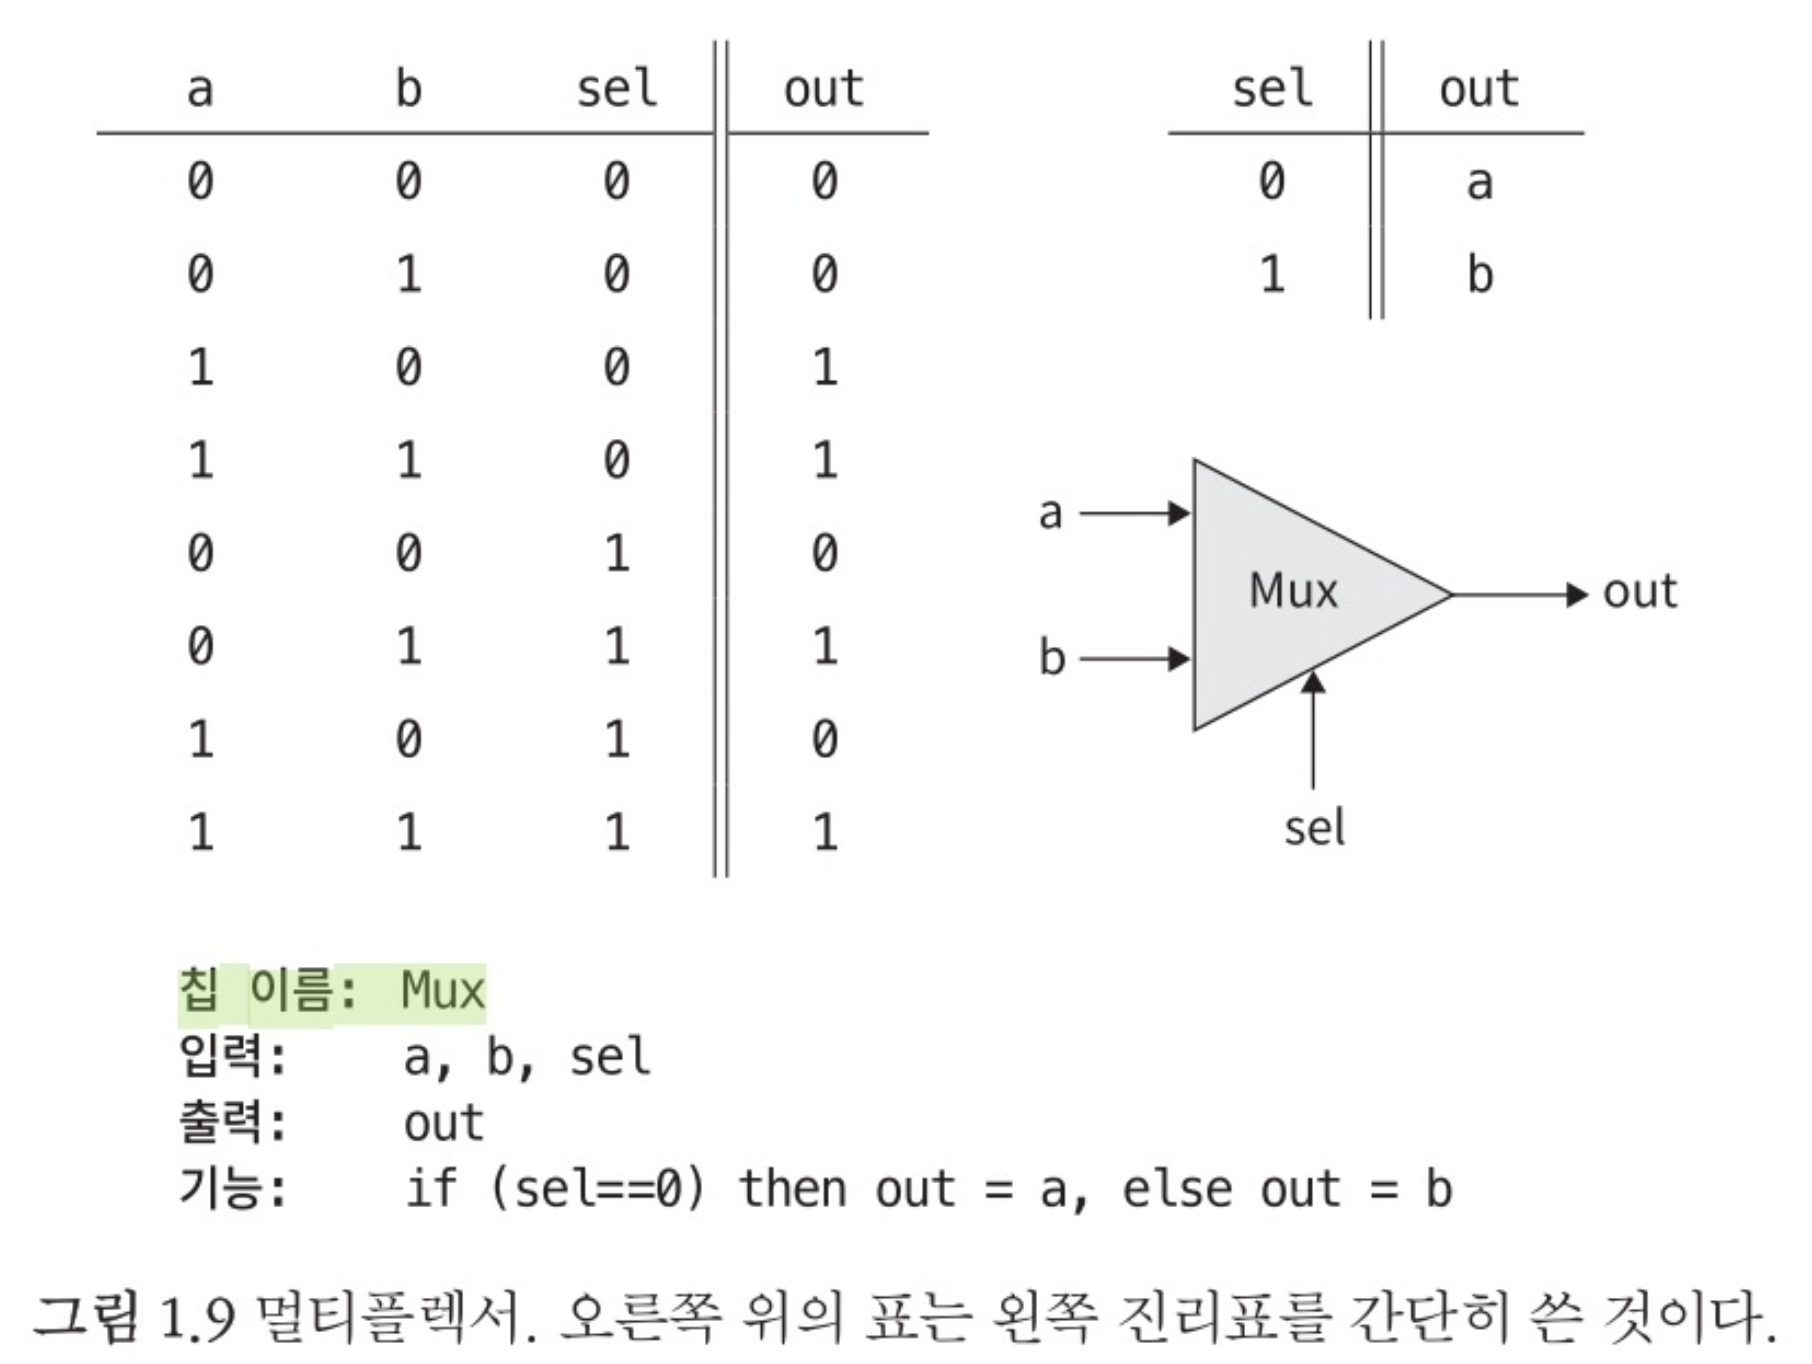 a b sel out
0 0 0 0
0 1 0 0
1 0 0 1
1 1 0 1
0 0 1 0
0 1 1 1
1 0 1 0
1 1 1 1
sel out
0 a
1 b
a
b
Mux
out
sel
칩 이름: Mux
입력: a, b, sel
출력: out
기능: if (sel==0) then out = a, else out = b
그림 1.9 멀티플렉서. 오른쪽 위의 표는 왼쪽 진리표를 간단히 쓴 것이다.